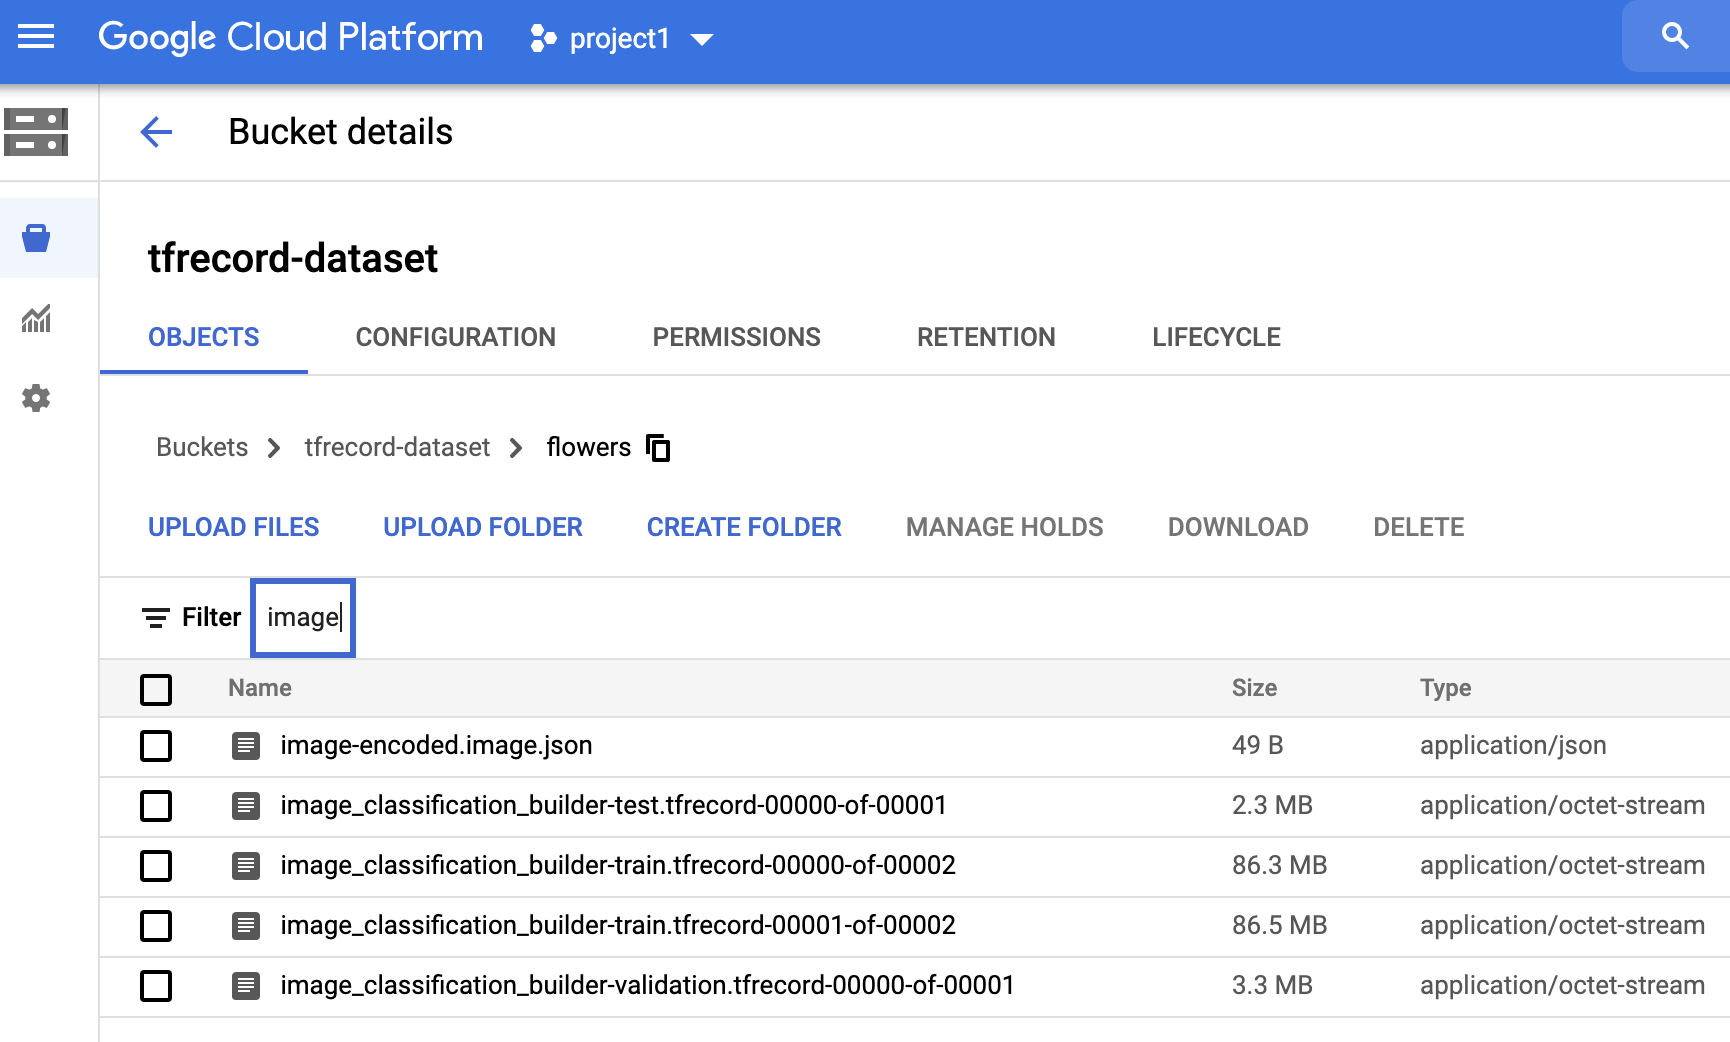 Google Cloud Platform project1
Bucket details
tfrecord-dataset
OBJECTS CONFIGURATION PERMISSIONS RETENTION LIFECYCLE
Buckets tfrecord-dataset flowers
UPLOAD FILES UPLOAD FOLDER CREATE FOLDER MANAGE HOLDS DOWNLOAD DELETE
Filter image
Name Size Type
image-encoded.image.json 49 B application/json
image_classification_builder-test.tfrecord-00000-of-00001 2.3 MB application/octet-stream
image_classification_builder-train.tfrecord-00000-of-00002 86.3 MB application/octet-stream
image_classification_builder-train.tfrecord-00001-of-00002 86.5 MB application/octet-stream
image_classification_builder-validation.tfrecord-00000-of-00001 3.3 MB application/octet-stream